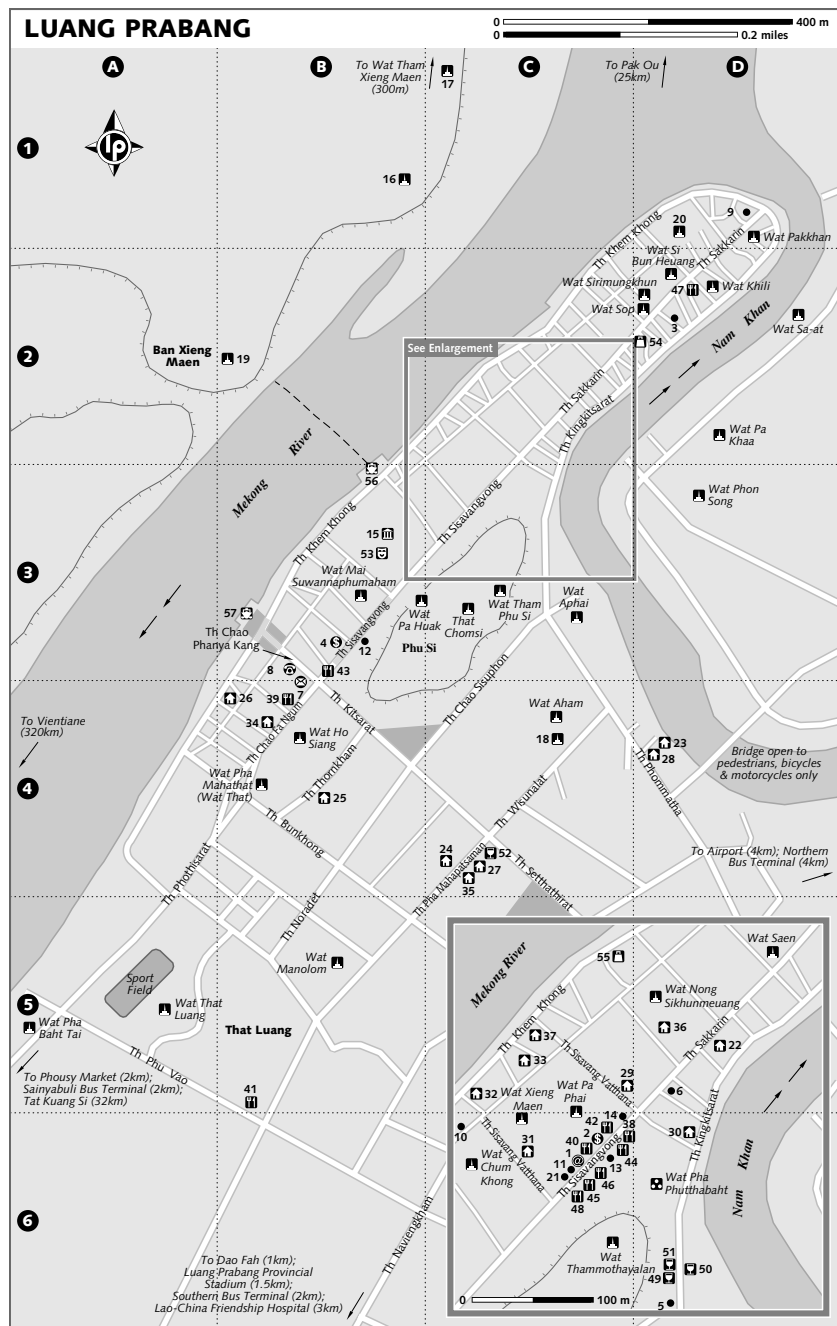 LUANG PRABANG
0 400 m
0 0.2 miles
A
B
C
D
To Wat Tham
Xieng Maen
(300m)
17
To Pak Ou
(25km)
lp
1
16
20
9
Th Khem Khong
Wat Pakkhan
Wat Si
Bun Heuang
Th Sakkarin
Wat Sirimungkhun
47
Wat Khili
Wat Sop
3
Nam Khan
Wat Sa-at
2
Ban Xieng
Maen
19
See Enlargement
54
Th Sakkarin
Th Kingkitsarat
Wat Pa
Khaa
Mekong River
56
Wat Phon
Song
Th Sisavangvong
Th Khem Khong
15
53
3
Wat Mai
Suwannaphumaham
57
Th Chao
Phanya Kang
4
12
Th Sisavangvong
Wat
Pa Huak
That
Chomsi
Wat Tham
Phu Si
Wat
Aphai
Phu Si
8
43
7
26
39
34
Th Chao Fa Ngum
Th Kitsarat
Th Chao Sisuphon
Wat Aham
18
To Vientiane
(320km)
Wat Ho
Siang
23
28
Bridge open to
pedestrians, bicycles
& motorcycles only
4
Wat Pha
Mahathat
(Wat That)
Th Thornkham
25
Th Phommatha
Th Wisunalat
Th Bunkhong
24
52
27
35
Th Pha Mahapatsaman
Th Setthathirat
To Airport (4km); Northern
Bus Terminal (4km)
Th Phothisarat
Th Noradet
Wat
Manolom
Sport
Field
5
Wat That
Luang
That Luang
Wat Pha
Baht Tai
Th Phu Vao
To Phousy Market (2km);
Sainyabuli Bus Terminal (2km);
Tat Kuang Si (32km)
41
6
Th Naviengkham
To Dao Fah (1km);
Luang Prabang Provincial
Stadium (1.5km);
Southern Bus Terminal (2km);
Lao-China Friendship Hospital (3km)
Mekong River
55
Wat Saen
Wat Nong
Sikhunmeuang
Th Khem Khong
37
36
Th Sakkarin
22
33
Th Sisavang Vatthana
29
32
6
Wat Xieng
Maen
Wat Pa
Phai
14
42
38
30
Th Kingkitsarat
10
Th Sisavang Vatthana
31
40
2
1
44
11
13
Wat
Chum
Khong
21
Th Sisavangvong
46
45
48
Wat Pha
Phutthabaht
Nam Khan
Wat
Thammothayalan
51
50
49
5
0 100 m